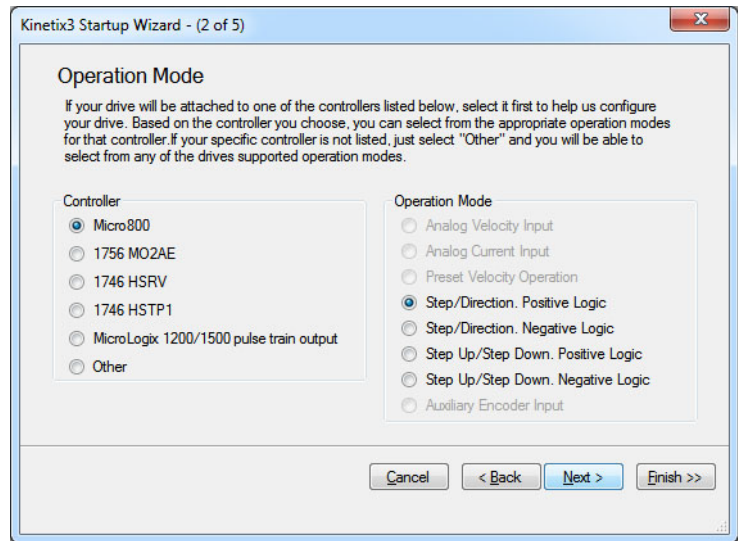 Kinetix3 Startup Wizard - (2 of 5)
Operation Mode
If your drive will be attached to one of the controllers listed below, select it first to help us configure
your drive. Based on the controller you choose, you can select from the appropriate operation modes
for that controller.If your specific controller is not listed, just select "Other" and you will be able to
select from any of the drives supported operation modes.
Controller
Micro800
1756 MO2AE
1746 HSRV
1746 HSTP1
MicroLogix 1200/1500 pulse train output
Other
Operation Mode
Analog Velocity Input
Analog Current Input
Preset Velocity Operation
Step/Direction. Positive Logic
Step/Direction. Negative Logic
Step Up/Step Down. Positive Logic
Step Up/Step Down. Negative Logic
Auxiliary Encoder Input
Cancel < Back Next > Finish >>